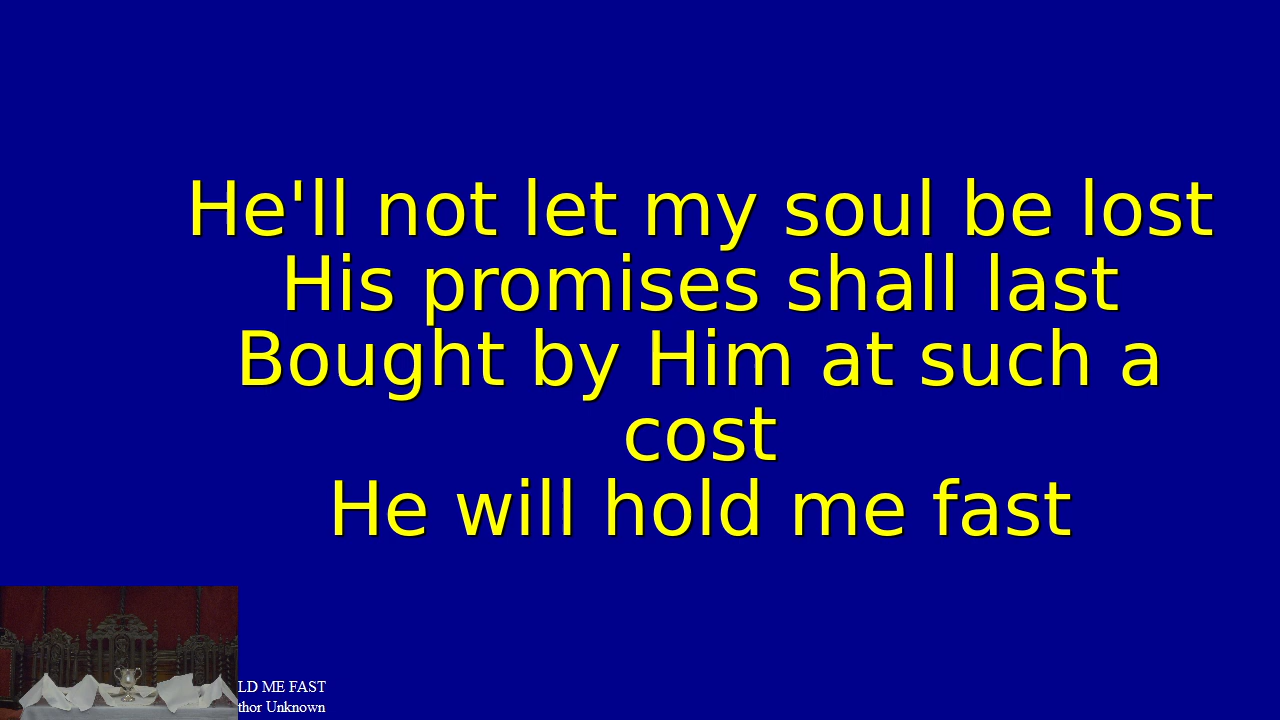 He'll not let my soul be lost
His promises shall last
Bought by Him at such a
cost
He will hold me fast
LD ME FAST
thor Unknown